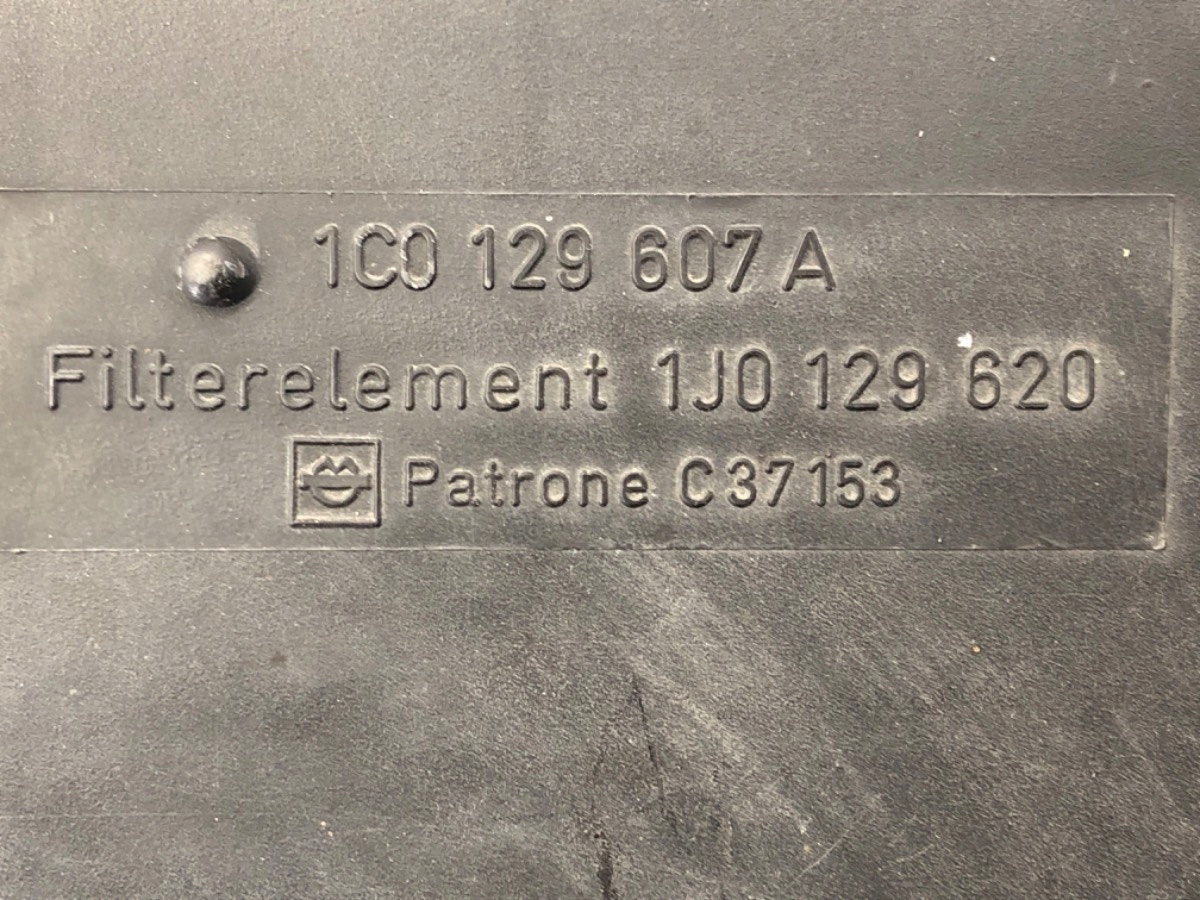 1C0 129 607 A
Filterelement 1J0 129 620
Patrone C 37 153